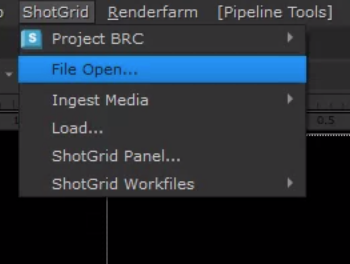 ShotGrid Renderfarm [Pipeline Tools]
S Project BRC
File Open...
Ingest Media
Load...
0.5
ShotGrid Panel...
ShotGrid Workfiles